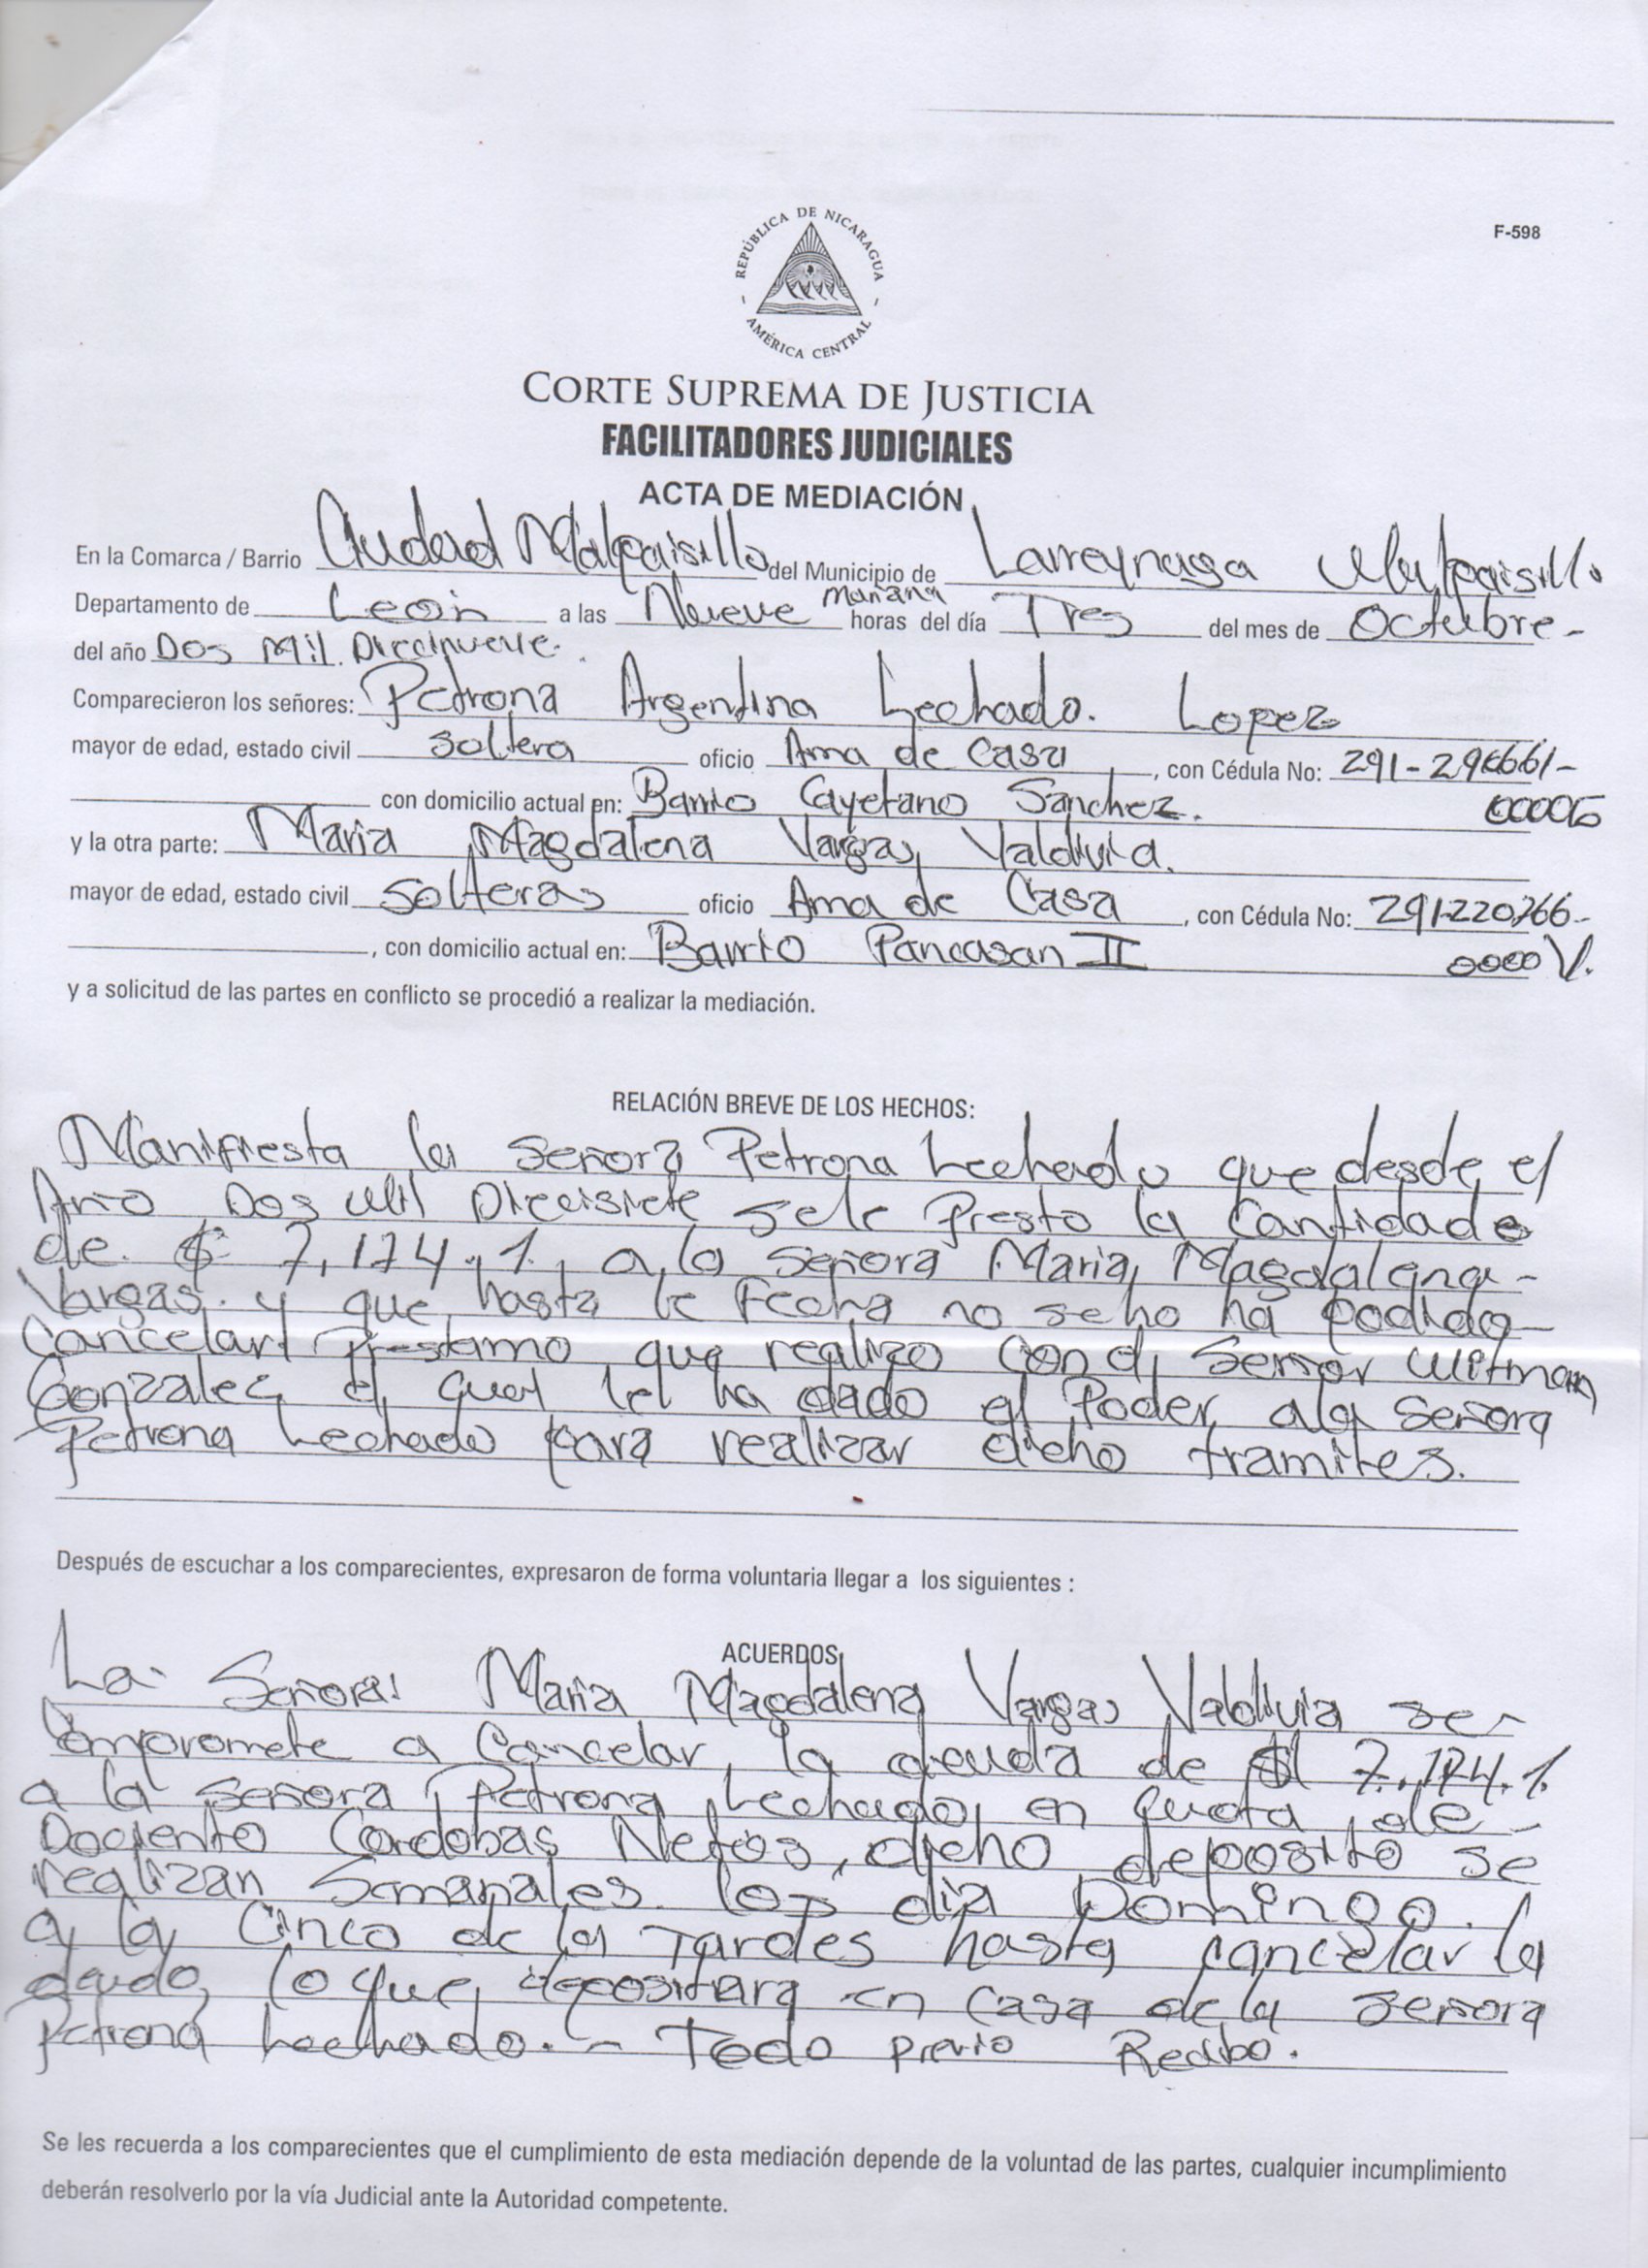 F-598
REPÚBLICA DE NICARAGUA
AMÉRICA CENTRAL
CORTE SUPREMA DE JUSTICIA
FACILITADORES JUDICIALES
ACTA DE MEDIACIÓN
En la Comarca / Barrio Ciudad Malpaisillo del Municipio de Larreynaga Malpaisillo
Departamento de Leon a las Nueve mañana horas del día Tres del mes de Octubre-
del año Dos Mil. Diecinueve.
Comparecieron los señores: Petrona Argentina Lechado. Lopez
mayor de edad, estado civil soltera oficio Ama de Casa, con Cédula No:
con domicilio actual en: Barrio Cayetano Sanchez.
y la otra parte: Maria Magdalena Vargas Valdivia.
mayor de edad, estado civil solteras oficio Ama de Casa, con Cédula No: 291-220766-
, con domicilio actual en: Barrio Pancasan II 0000V.
y a solicitud de las partes en conflicto se procedió a realizar la mediación.
RELACIÓN BREVE DE LOS HECHOS:
Manifiesta la señora Petrona Lechado que desde el
Año Dos Mil Diecisiete se le Presto la Cantidad
de. 7,174.1, a la señora Maria Magdalena-
Vargas. y que hasta la Fecha no se ha podido-
Cancelar Prestamo que realizo con el Señor Witman
Gonzalez el cual ha dado el Poder a la señora
Petrona Lechado para realizar dicho tramites.
Después de escuchar a los comparecientes, expresaron de forma voluntaria llegar a los siguientes :
ACUERDOS
La Señora: Maria Magdalena Vargas Valdivia se
Compromete a Cancelar la deuda de 7.174.1.
a la señora Petrona Lechado en quota de-
Dociento Cordobas Netos, dicho deposito se
realizan Semanales los dia Domingo.
a la Cinco de la Tardes hasta cancelar la
deuda lo que depositara en casa de la señora
Petrona Lechado.- Todo previo Recibo.
Se les recuerda a los comparecientes que el cumplimiento de esta mediación depende de la voluntad de las partes, cualquier incumplimiento
deberán resolverlo por la vía Judicial ante la Autoridad competente.